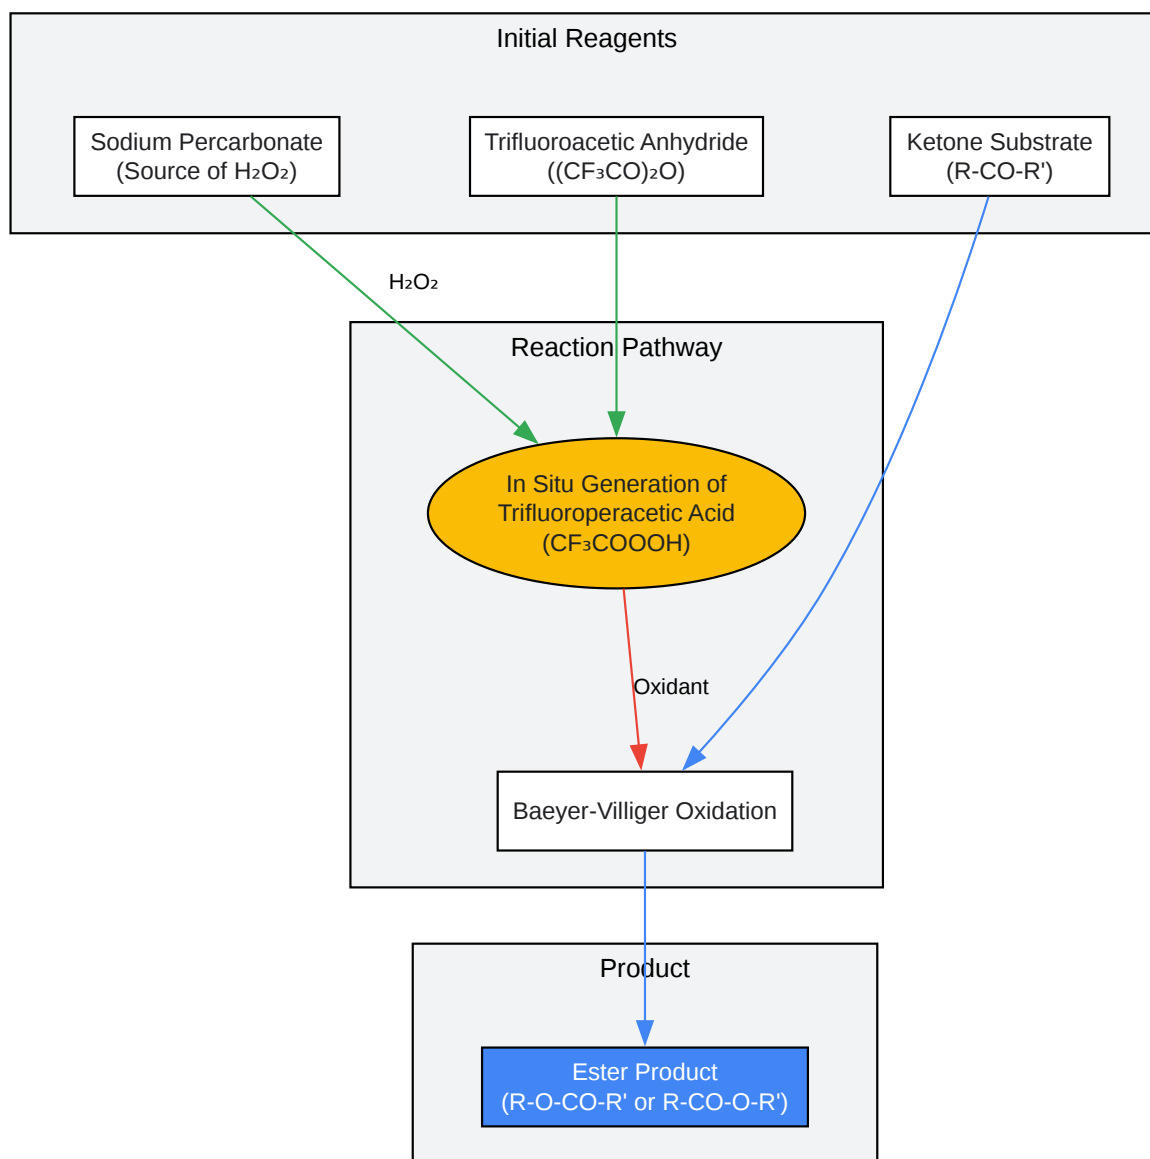 Initial Reagents
Sodium Percarbonate
(Source of H₂O₂)
Trifluoroacetic Anhydride
((CF₃CO)₂O)
Ketone Substrate
(R-CO-R')
H₂O₂
Reaction Pathway
In Situ Generation of
Trifluoroperacetic Acid
(CF₃COOOH)
Oxidant
Baeyer-Villiger Oxidation
Product
Ester Product
(R-O-CO-R' or R-CO-O-R')